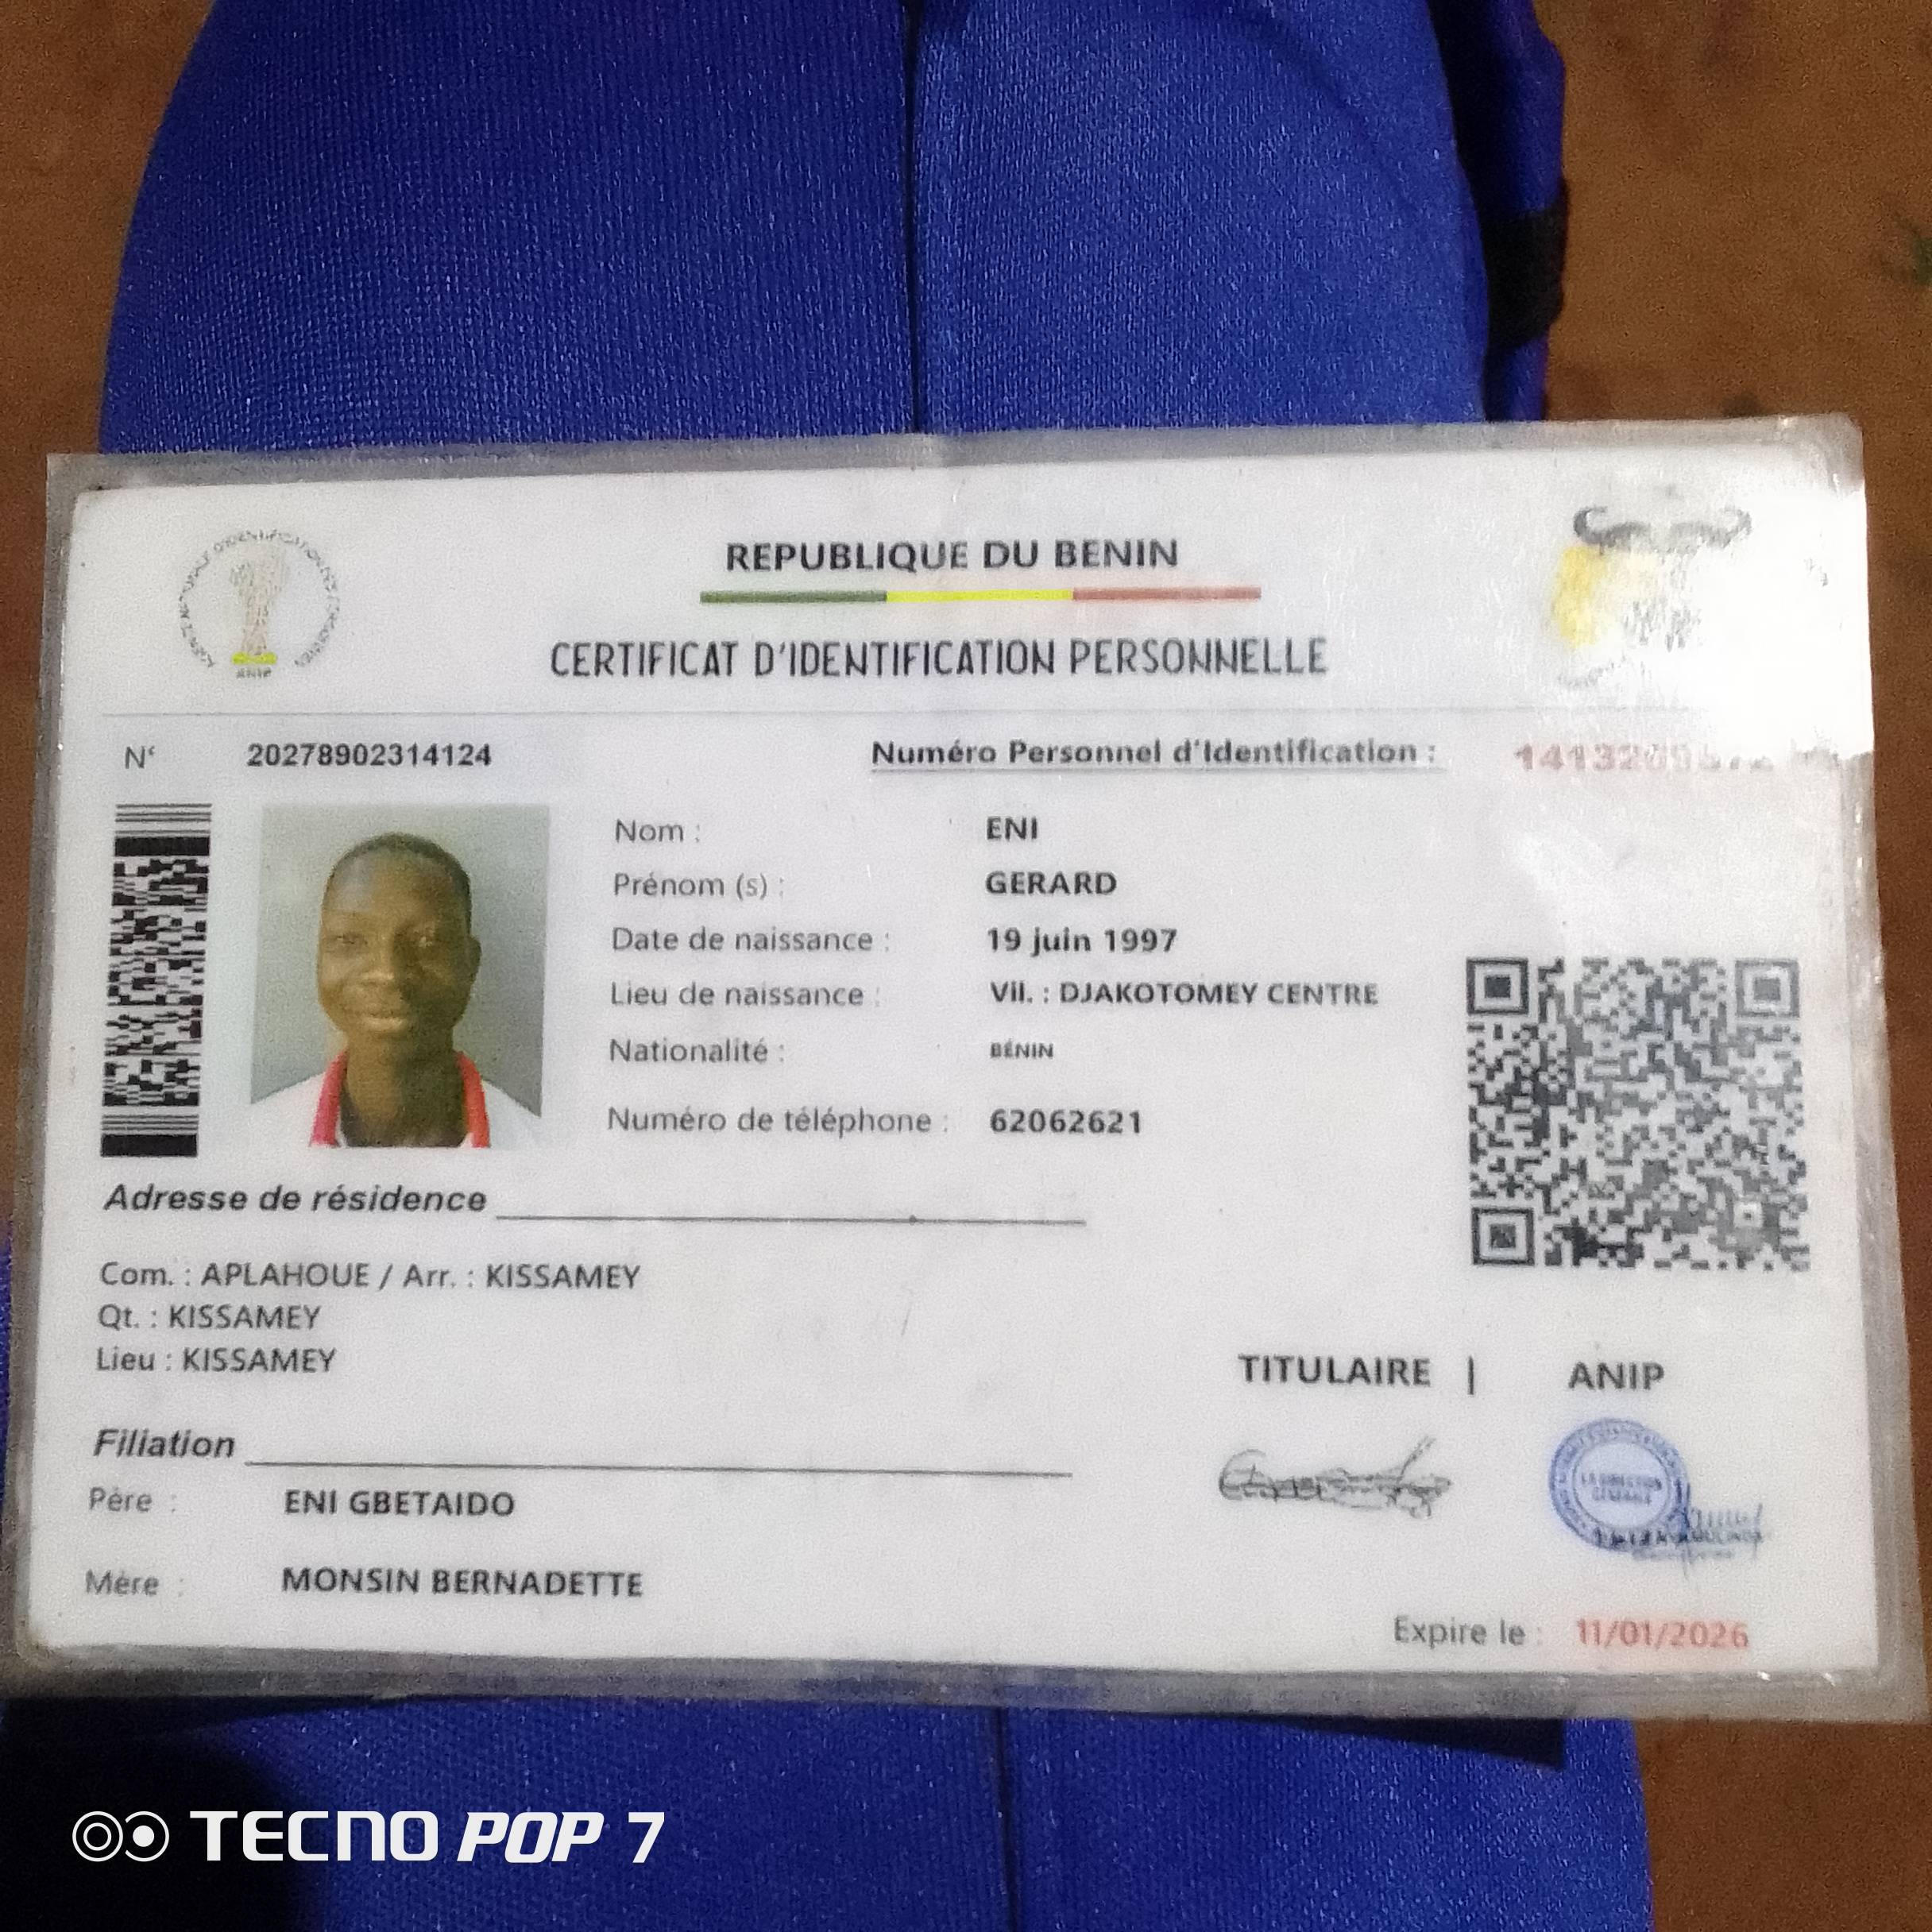 REPUBLIQUE DU BENIN
CERTIFICAT D'IDENTIFICATION PERSONNELLE
ANIP
N° 20278902314124 Numéro Personnel d'Identification :
Nom : ENI
Prénom (s) : GERARD
Date de naissance : 19 juin 1997
Lieu de naissance : Vil. : DJAKOTOMEY CENTRE
Nationalité : BÉNIN
Numéro de téléphone : 62062621
Adresse de résidence
Com. : APLAHOUE / Arr. : KISSAMEY
Qt. : KISSAMEY
Lieu : KISSAMEY
TITULAIRE | ANIP
Filiation
Père : ENI GBETAIDO
LA DIRECTION
GENERALE
Mère : MONSIN BERNADETTE
Expire le : 11/01/2026
TECNO POP 7